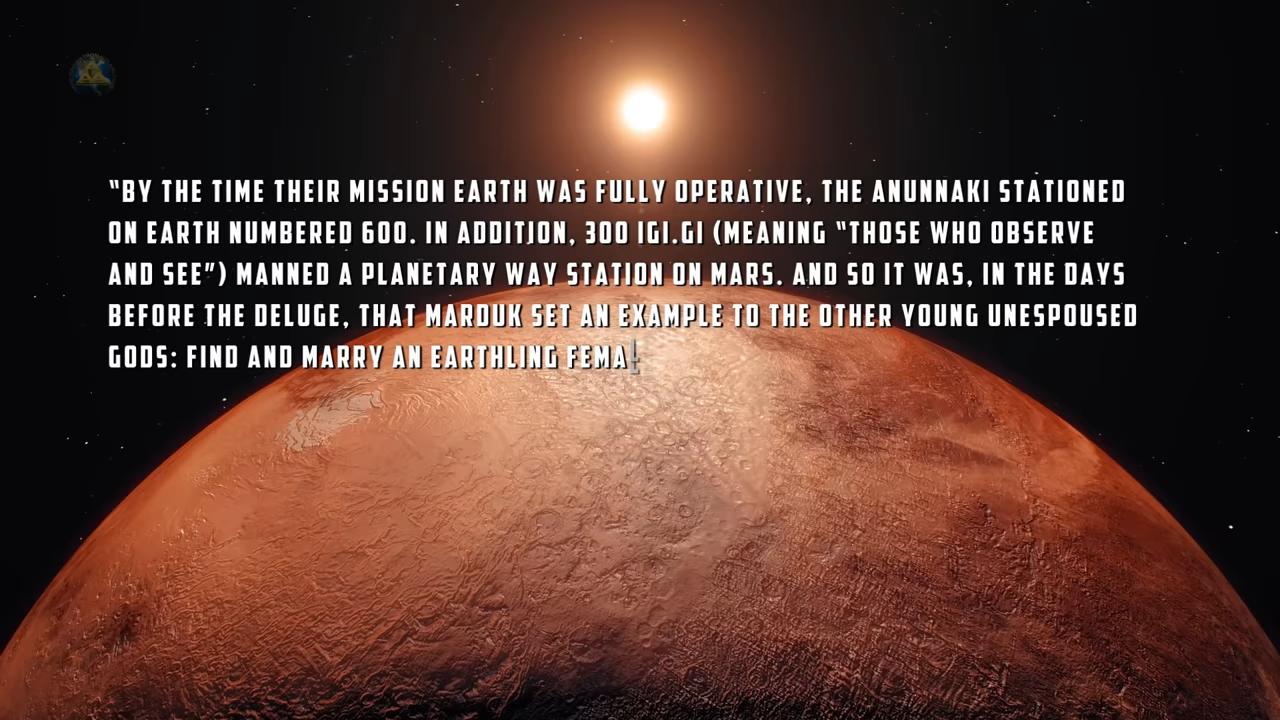 “BY THE TIME THEIR MISSION EARTH WAS FULLY OPERATIVE, THE ANUNNAKI STATIONED
ON EARTH NUMBERED 600. IN ADDITION, 300 IGI.GI (MEANING “THOSE WHO OBSERVE
AND SEE”) MANNED A PLANETARY WAY STATION ON MARS. AND SO IT WAS, IN THE DAYS
BEFORE THE DELUGE, THAT MARDUK SET AN EXAMPLE TO THE OTHER YOUNG UNESPOUSED
GODS: FIND AND MARRY AN EARTHLING FEMAL